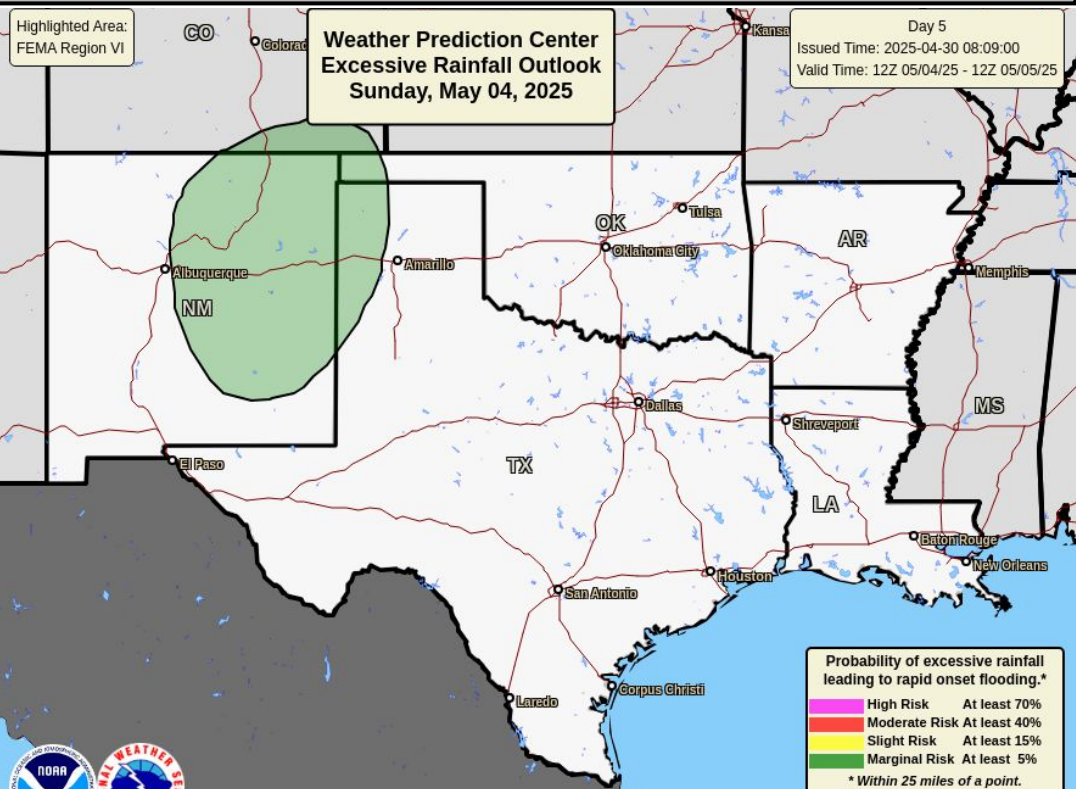 Highlighted Area:
FEMA Region VI
Weather Prediction Center
Excessive Rainfall Outlook
Sunday, May 04, 2025
Day 5
Issued Time: 2025-04-30 08:09:00
Valid Time: 12Z 05/04/25 - 12Z 05/05/25
CO
Colorad
Kansa
OK
Tulsa
Oklahoma City
AR
Amarillo
Albuquerque
NM
Memphis
MS
Dallas
Shreveport
El Paso
TX
LA
Baton Rouge
New Orleans
Houston
San Antonio
Corpus Christi
Laredo
Probability of excessive rainfall
leading to rapid onset flooding.*
High Risk At least 70%
Moderate Risk At least 40%
Slight Risk At least 15%
Marginal Risk At least 5%
* Within 25 miles of a point.
NOAA
NAL WEATHER SE